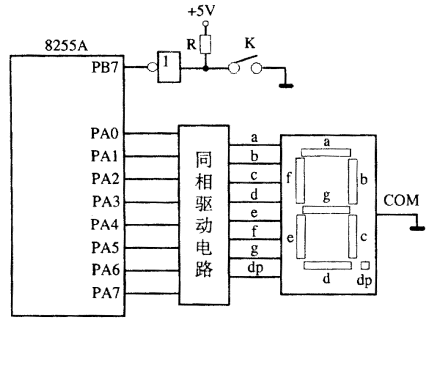 +5V
R
K
8255A
PB7
1
PA0
PA1
PA2
PA3
PA4
PA5
PA6
PA7
同相驱动电路
a
b
c
d
e
f
g
dp
a
f
b
g
e
c
d
dp
COM